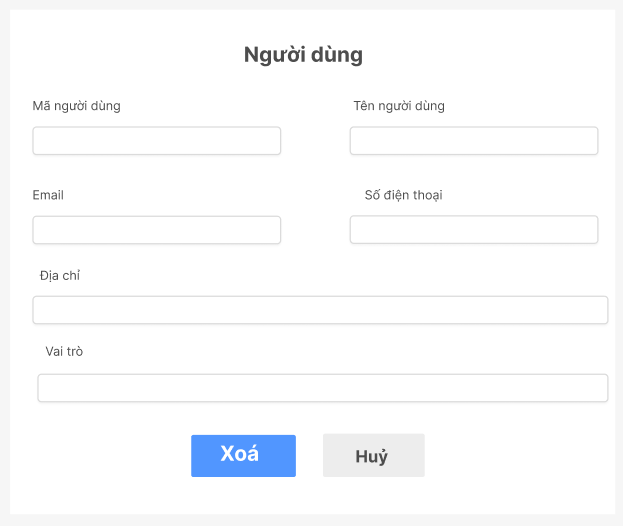 Người dùng
Mã người dùng
Tên người dùng
Email
Số điện thoại
Địa chỉ
Vai trò
Xoá
Huỷ